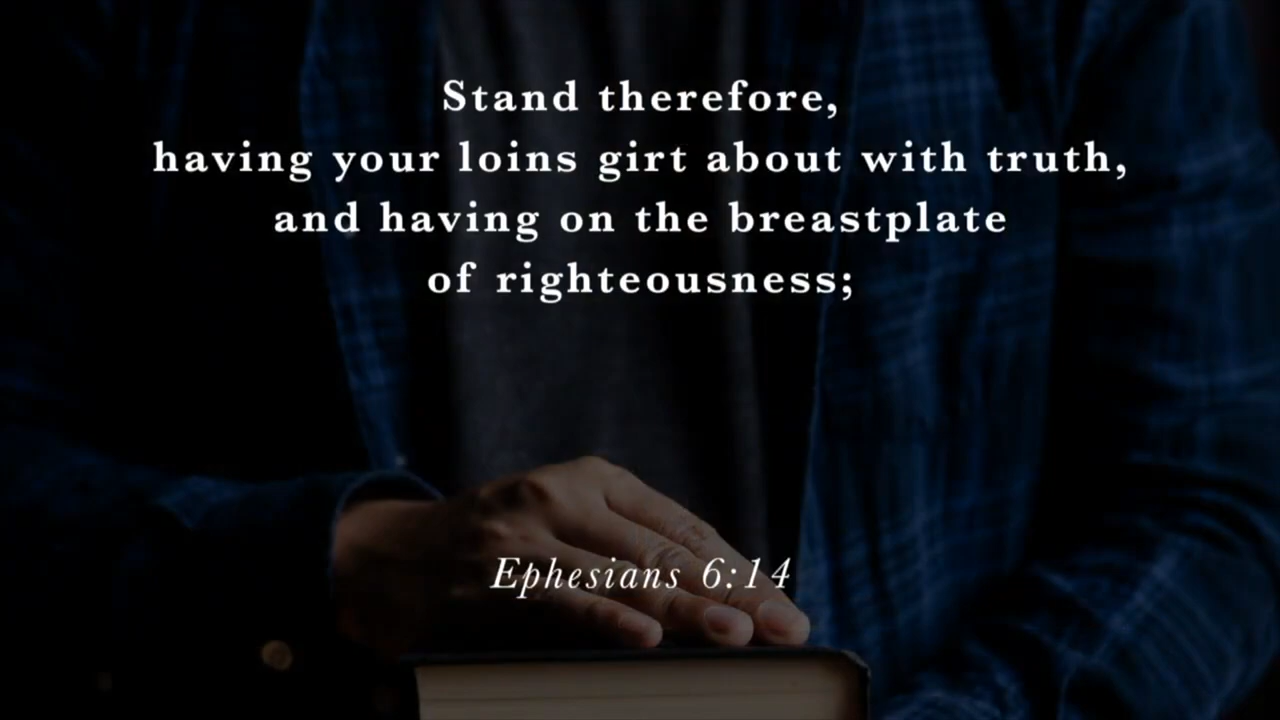 Stand therefore,
having your loins girt about with truth,
and having on the breastplate
of righteousness;
Ephesians 6:14